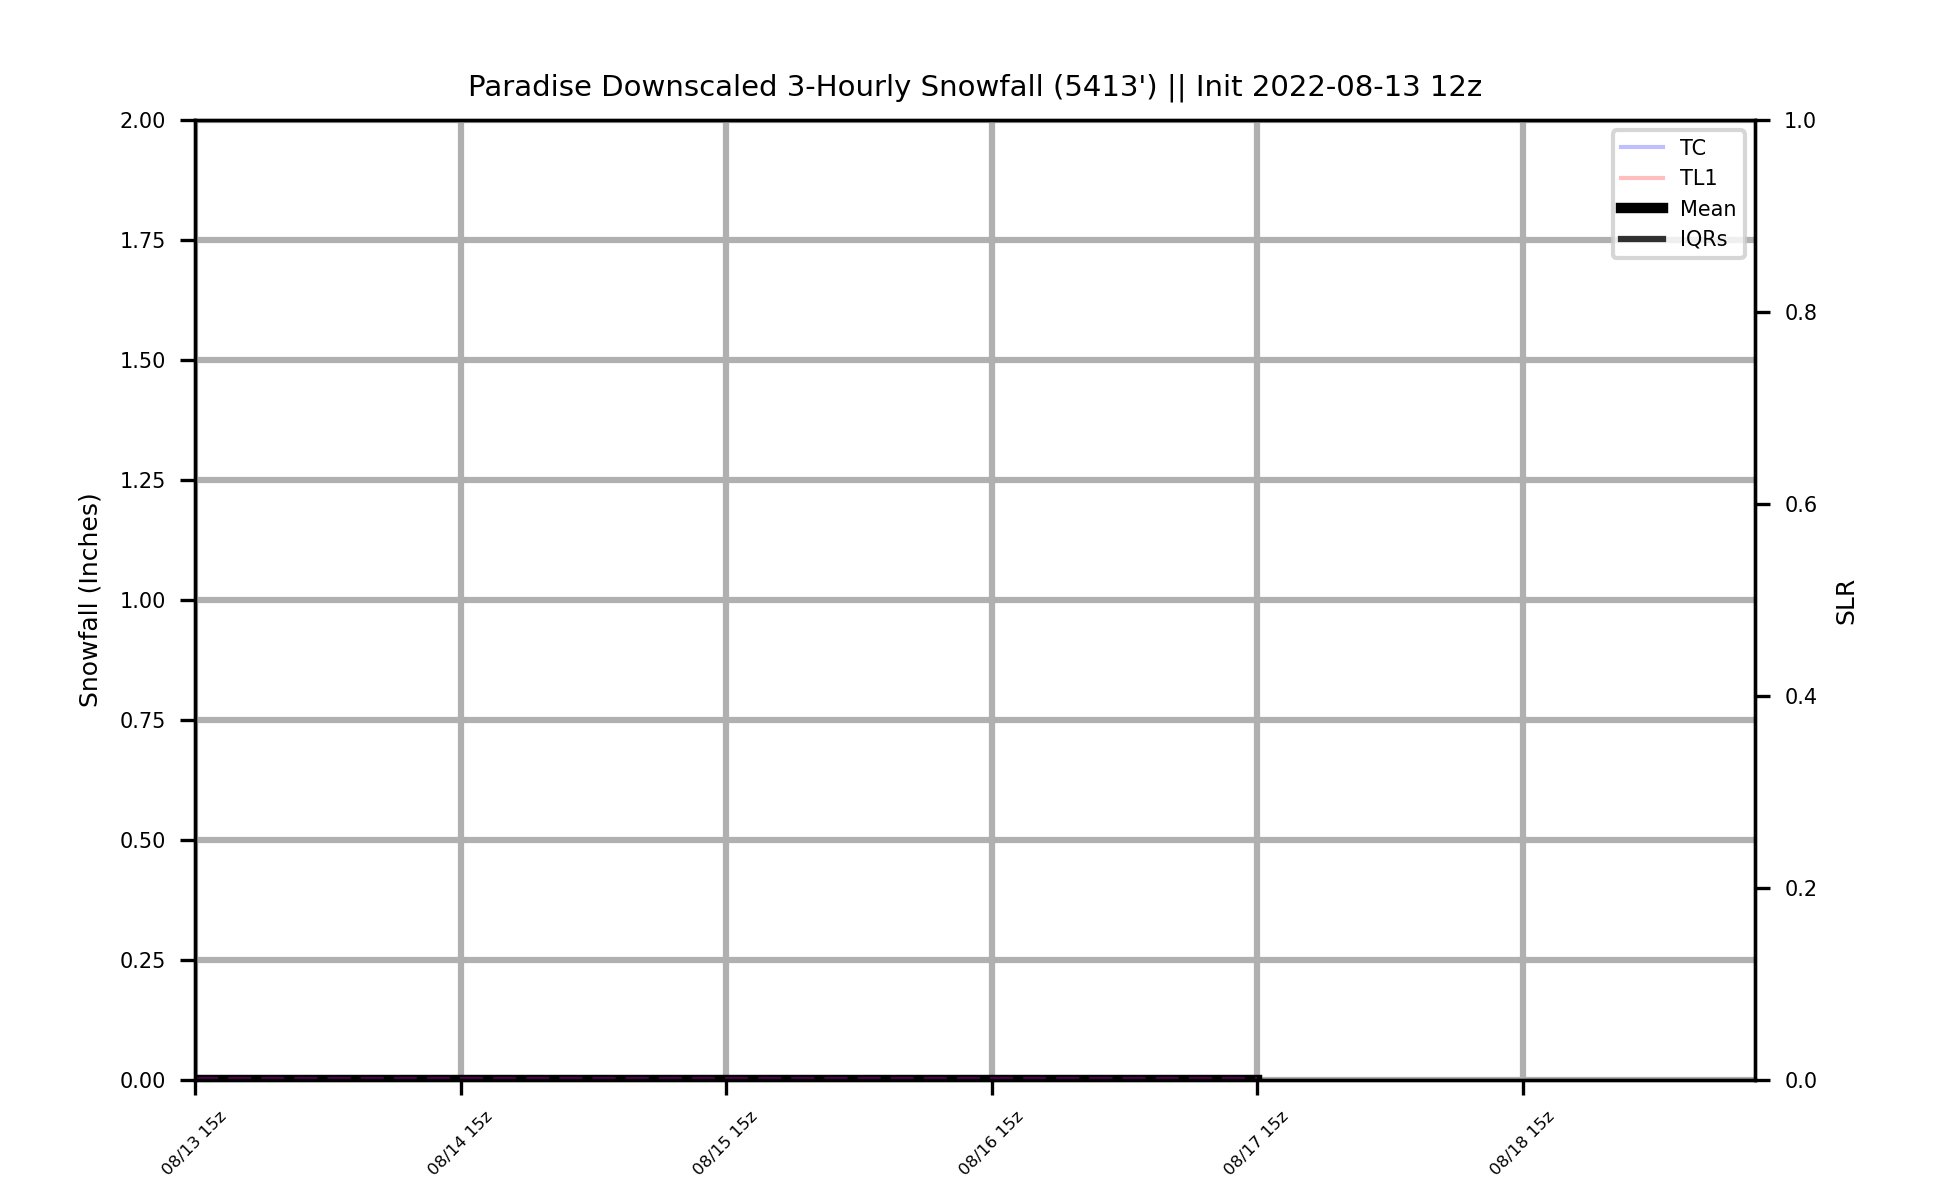 Paradise Downscaled 3-Hourly Snowfall (5413') || Init 2022-08-13 12z
2.00
1.75
1.50
1.25
1.00
0.75
0.50
0.25
0.00
Snowfall (Inches)
1.0
0.8
0.6
0.4
0.2
0.0
SLR
TC
TL1
Mean
IQRs
08/13 15z
08/14 15z
08/15 15z
08/16 15z
08/17 15z
08/18 15z